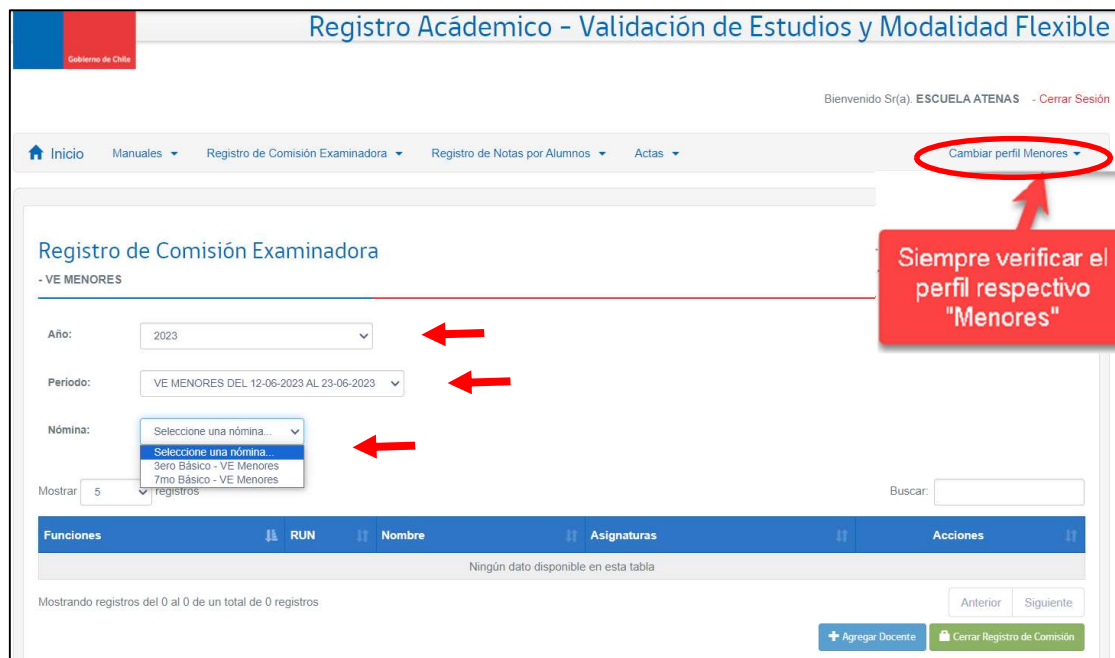 Registro Académico - Validación de Estudios y Modalidad Flexible
Gobierno de Chile
Bienvenido Sr(a). ESCUELA ATENAS - Cerrar Sesión
Inicio Manuales Registro de Comisión Examinadora Registro de Notas por Alumnos Actas Cambiar perfil Menores
Siempre verificar el
perfil respectivo
"Menores"
Registro de Comisión Examinadora
- VE MENORES
Año: 2023
Periodo: VE MENORES DEL 12-06-2023 AL 23-06-2023
Nómina: Seleccione una nómina...
Seleccione una nómina...
3ero Básico - VE Menores
7mo Básico - VE Menores
Mostrar 5 registros Buscar:
Funciones RUN Nombre Asignaturas Acciones
Ningún dato disponible en esta tabla
Mostrando registros del 0 al 0 de un total de 0 registros Anterior Siguiente
Agregar Docente Cerrar Registro de Comisión